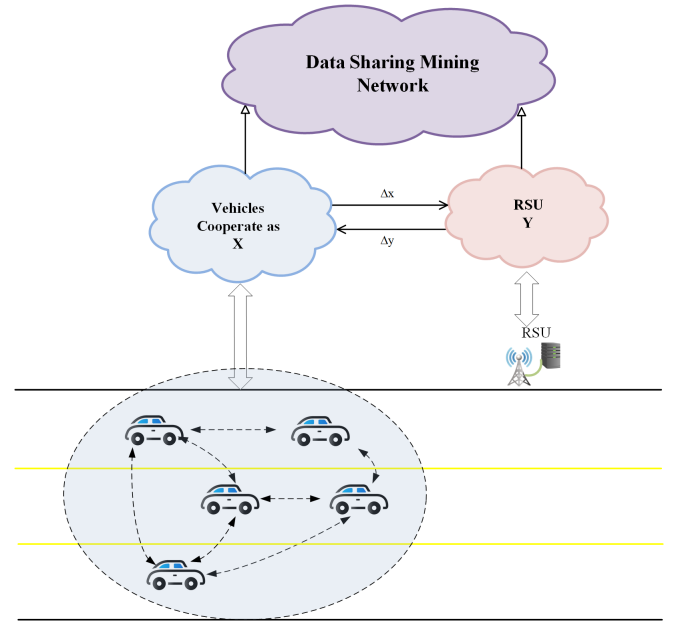 Data Sharing Mining
Network
Vehicles
Cooperate as
X
Δx
Δy
RSU
Y
RSU